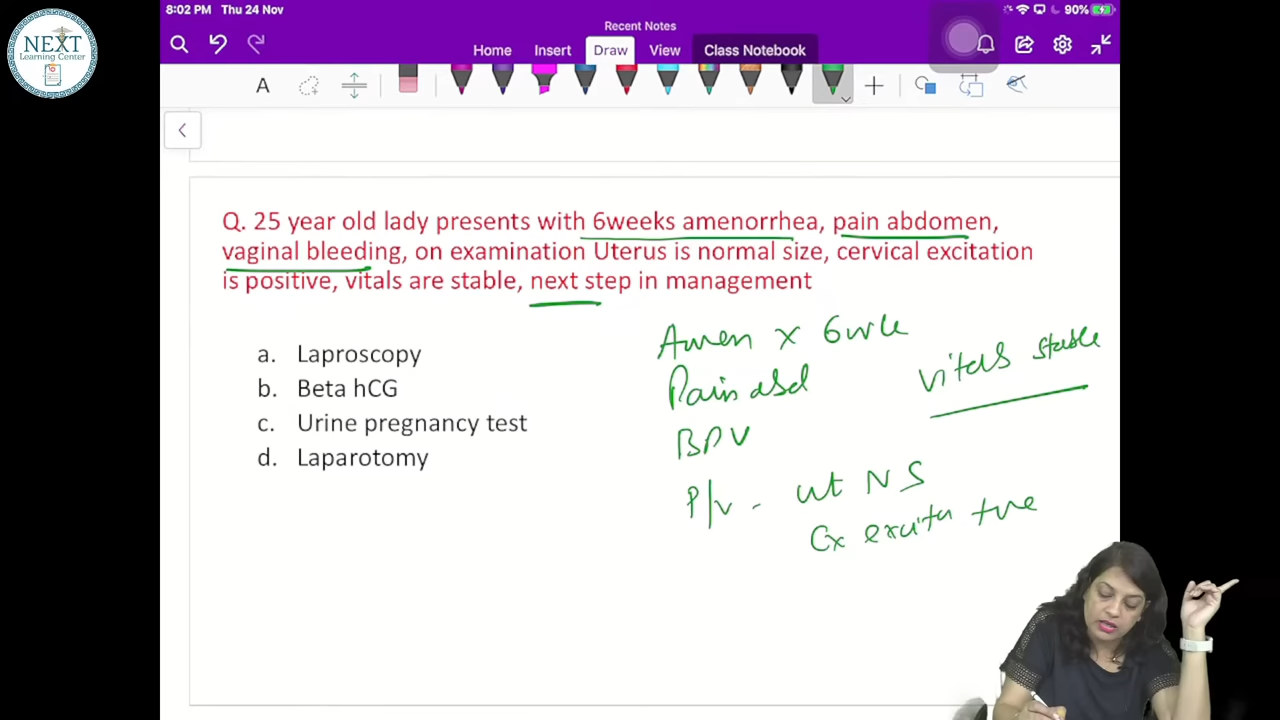 8:02 PM Thu 24 Nov
90%
Recent Notes
Home Insert Draw View Class Notebook
NEXT
Learning Center
A
Q. 25 year old lady presents with 6weeks amenorrhea, pain abdomen,
vaginal bleeding, on examination Uterus is normal size, cervical excitation
is positive, vitals are stable, next step in management
a. Laproscopy
b. Beta hCG
c. Urine pregnancy test
d. Laparotomy
Amen x 6wk
Pain abd
BPV
P/v - ut NS
Cx excitn +ve
vitals stable